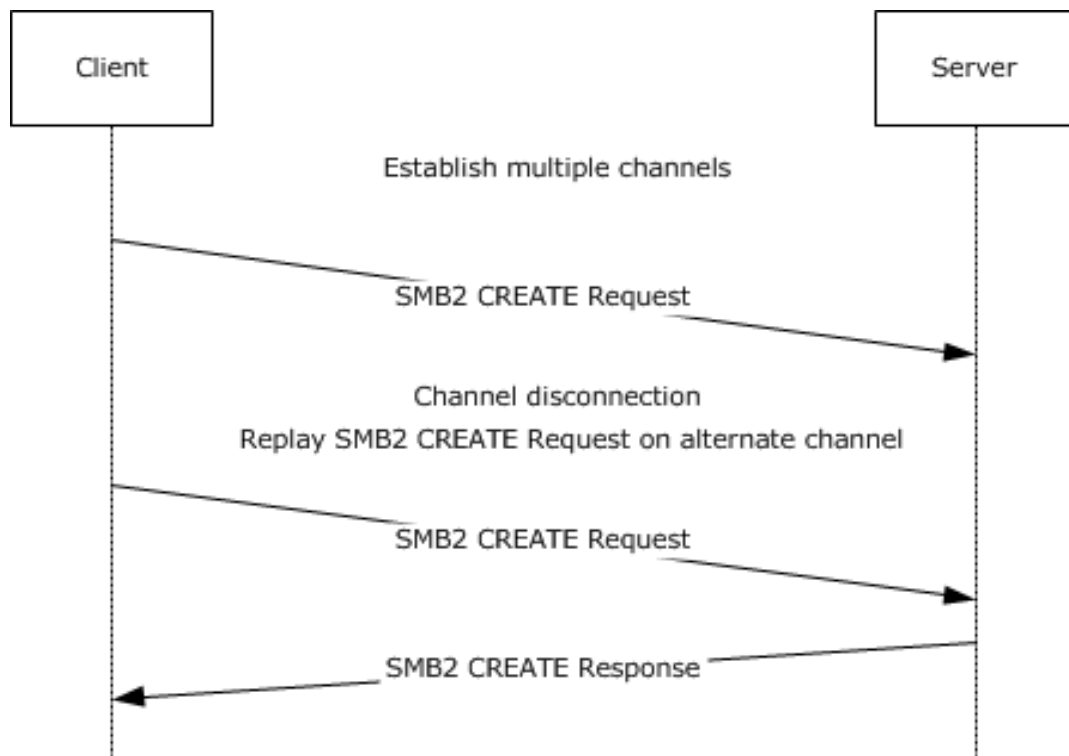 Client
Server
Establish multiple channels
SMB2 CREATE Request
Channel disconnection
Replay SMB2 CREATE Request on alternate channel
SMB2 CREATE Request
SMB2 CREATE Response